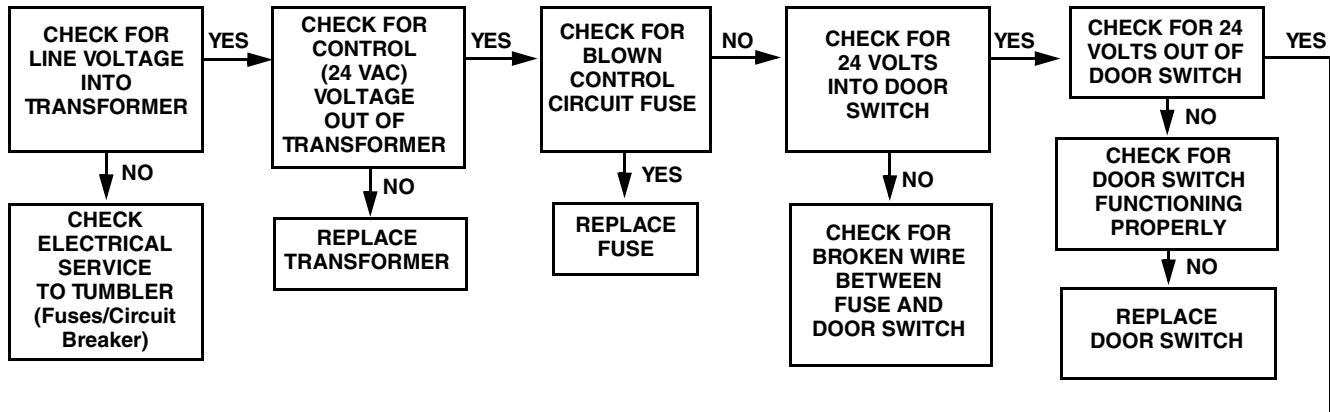 CHECK FOR
LINE VOLTAGE
INTO
TRANSFORMER
YES
NO
CHECK
ELECTRICAL
SERVICE
TO TUMBLER
(Fuses/Circuit
Breaker)
CHECK FOR
CONTROL
(24 VAC)
VOLTAGE
OUT OF
TRANSFORMER
YES
NO
REPLACE
TRANSFORMER
CHECK FOR
BLOWN
CONTROL
CIRCUIT FUSE
NO
YES
REPLACE
FUSE
CHECK FOR
24 VOLTS
INTO DOOR
SWITCH
YES
NO
CHECK FOR
BROKEN WIRE
BETWEEN
FUSE AND
DOOR SWITCH
CHECK FOR 24
VOLTS OUT OF
DOOR SWITCH
YES
NO
CHECK FOR
DOOR SWITCH
FUNCTIONING
PROPERLY
NO
REPLACE
DOOR SWITCH